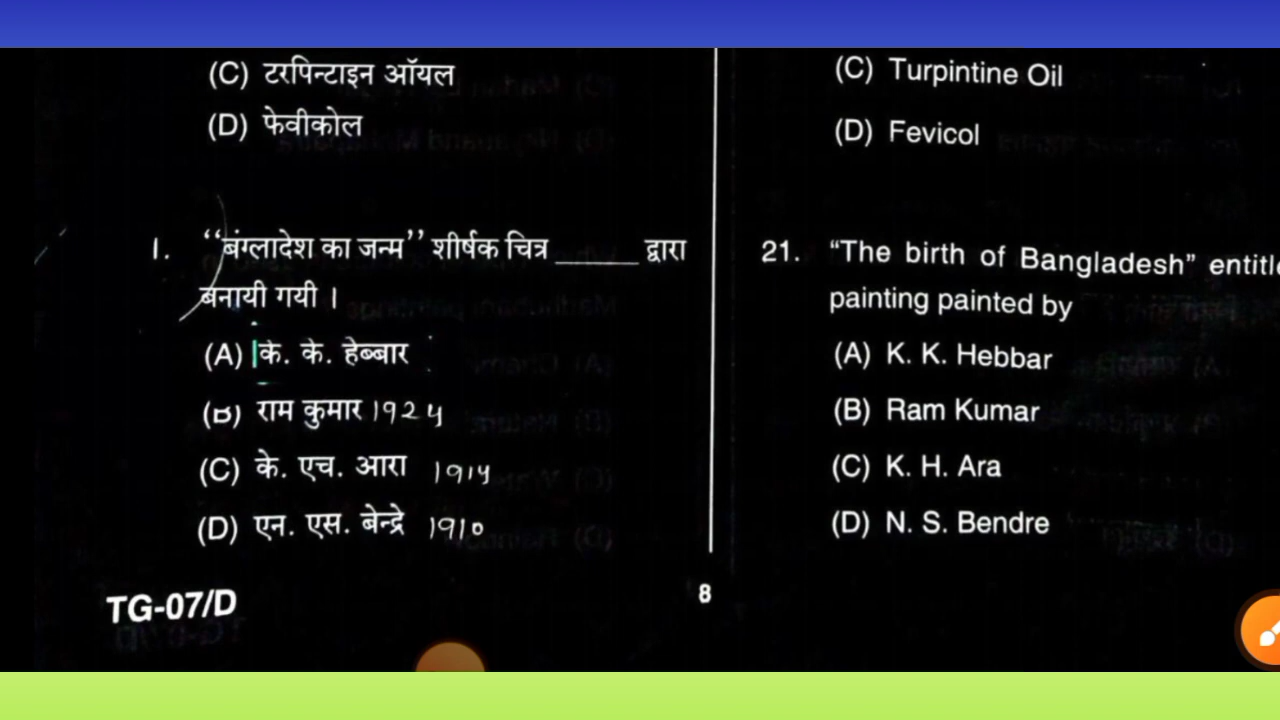 (C) टरपिन्टाइन ऑयल
(D) फेवीकोल
1. “बंग्लादेश का जन्म” शीर्षक चित्र ______ द्वारा
बनायी गयी ।
(A) के. के. हेब्बार
(B) राम कुमार 1924
(C) के. एच. आरा 1914
(D) एन. एस. बेन्द्रे 1910
TG-07/D
8
(C) Turpintine Oil
(D) Fevicol
21. “The birth of Bangladesh” entitle
painting painted by
(A) K. K. Hebbar
(B) Ram Kumar
(C) K. H. Ara
(D) N. S. Bendre